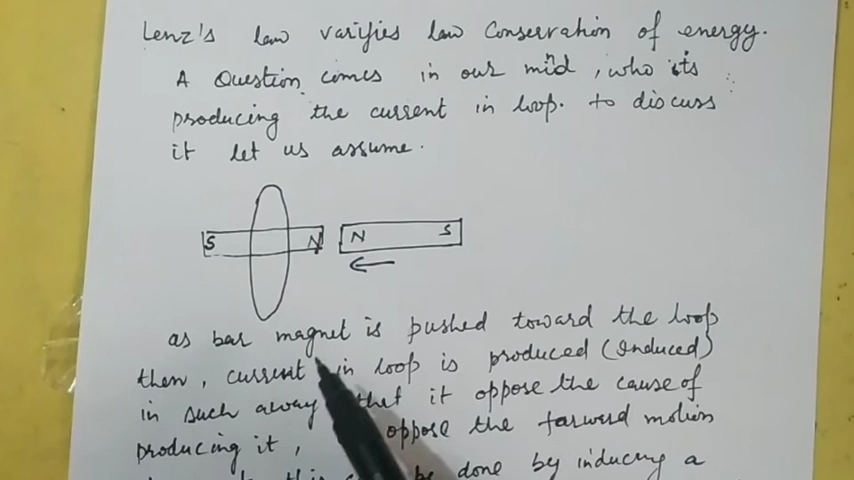 Lenz's law varifies law conservation of energy.
A Question comes in our mind, who its
producing the current in loop. to discuss
it let us assume.
S N N S
as bar magnet is pushed toward the loop
then, current in loop is produced (Induced)
in such away that it oppose the cause of
producing it, oppose the forward motion
be done by inducing a